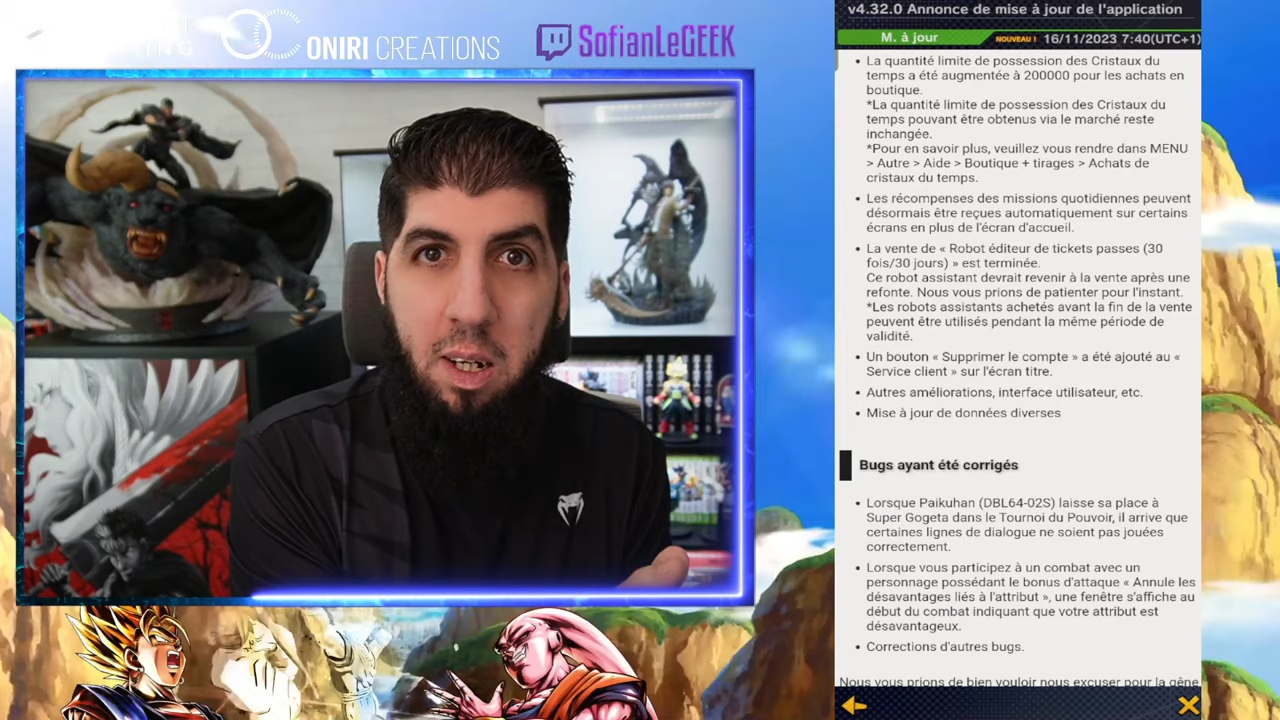 ONIRI CREATIONS
SofianLeGEEK
v4.32.0 Annonce de mise à jour de l'application
M. à jour
NOUVEAU ! 16/11/2023 7:40(UTC+1)
• La quantité limite de possession des Cristaux du
temps a été augmentée à 200000 pour les achats en
boutique.
*La quantité limite de possession des Cristaux du
temps pouvant être obtenus via le marché reste
inchangée.
*Pour en savoir plus, veuillez vous rendre dans MENU
> Autre > Aide > Boutique + tirages > Achats de
cristaux du temps.
• Les récompenses des missions quotidiennes peuvent
désormais être reçues automatiquement sur certains
écrans en plus de l'écran d'accueil.
• La vente de « Robot éditeur de tickets passes (30
fois/30 jours) » est terminée.
Ce robot assistant devrait revenir à la vente après une
refonte. Nous vous prions de patienter pour l'instant.
*Les robots assistants achetés avant la fin de la vente
peuvent être utilisés pendant la même période de
validité.
• Un bouton « Supprimer le compte » a été ajouté au «
Service client » sur l'écran titre.
• Autres améliorations, interface utilisateur, etc.
• Mise à jour de données diverses
Bugs ayant été corrigés
• Lorsque Paikuhan (DBL64-02S) laisse sa place à
Super Gogeta dans le Tournoi du Pouvoir, il arrive que
certaines lignes de dialogue ne soient pas jouées
correctement.
• Lorsque vous participez à un combat avec un
personnage possédant le bonus d'attaque « Annule les
désavantages liés à l'attribut », une fenêtre s'affiche au
début du combat indiquant que votre attribut est
désavantageux.
• Corrections d'autres bugs.
Nous vous prions de bien vouloir nous excuser pour la gêne